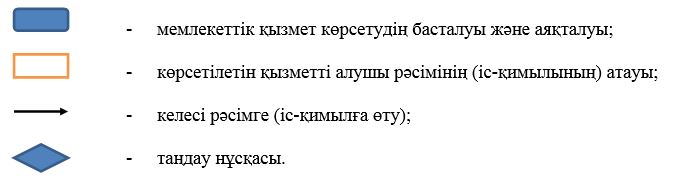 - мемлекеттік қызмет көрсетудің басталуы және аяқталуы;
- көрсетілетін қызметті алушы рәсімінің (іс-қимылының) атауы;
- келесі рәсімге (іс-қимылға өту);
- таңдау нұсқасы.